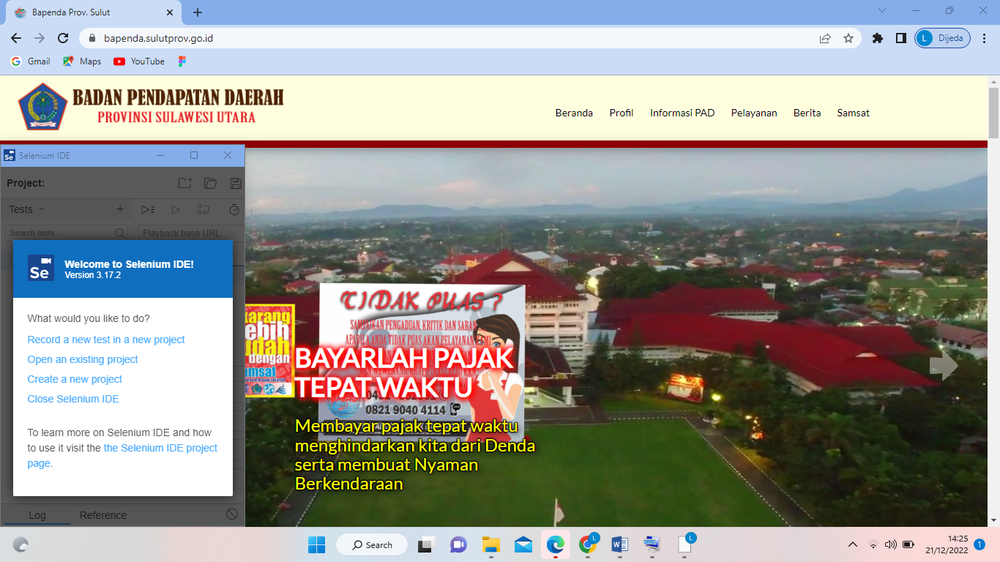 Bapenda Prov. Sulut
bapenda.sulutprov.go.id
L Dijeda
Gmail Maps YouTube
BADAN PENDAPATAN DAERAH
PROVINSI SULAWESI UTARA
Beranda Profil Informasi PAD Pelayanan Berita Samsat
Se Selenium IDE
Project:
Tests
Search tests...
Playback base URL
Se
Welcome to Selenium IDE!
Version 3.17.2
What would you like to do?
Record a new test in a new project
Open an existing project
Create a new project
Close Selenium IDE
To learn more on Selenium IDE and how
to use it visit the the Selenium IDE project
page.
Log Reference
TIDAK PUAS ?
SAMPAIKAN PENGADUAN, KRITIK DAN SARAN
APABILA ANDA TIDAK PUAS AKAN PELAYANAN KAMI
dengan
BAYARLAH PAJAK
TEPAT WAKTU
0821 9040 4114
Membayar pajak tepat waktu
menghindarkan kita dari Denda
serta membuat Nyaman
Berkendaraan
Search
L
L
14:25
21/12/2022
1